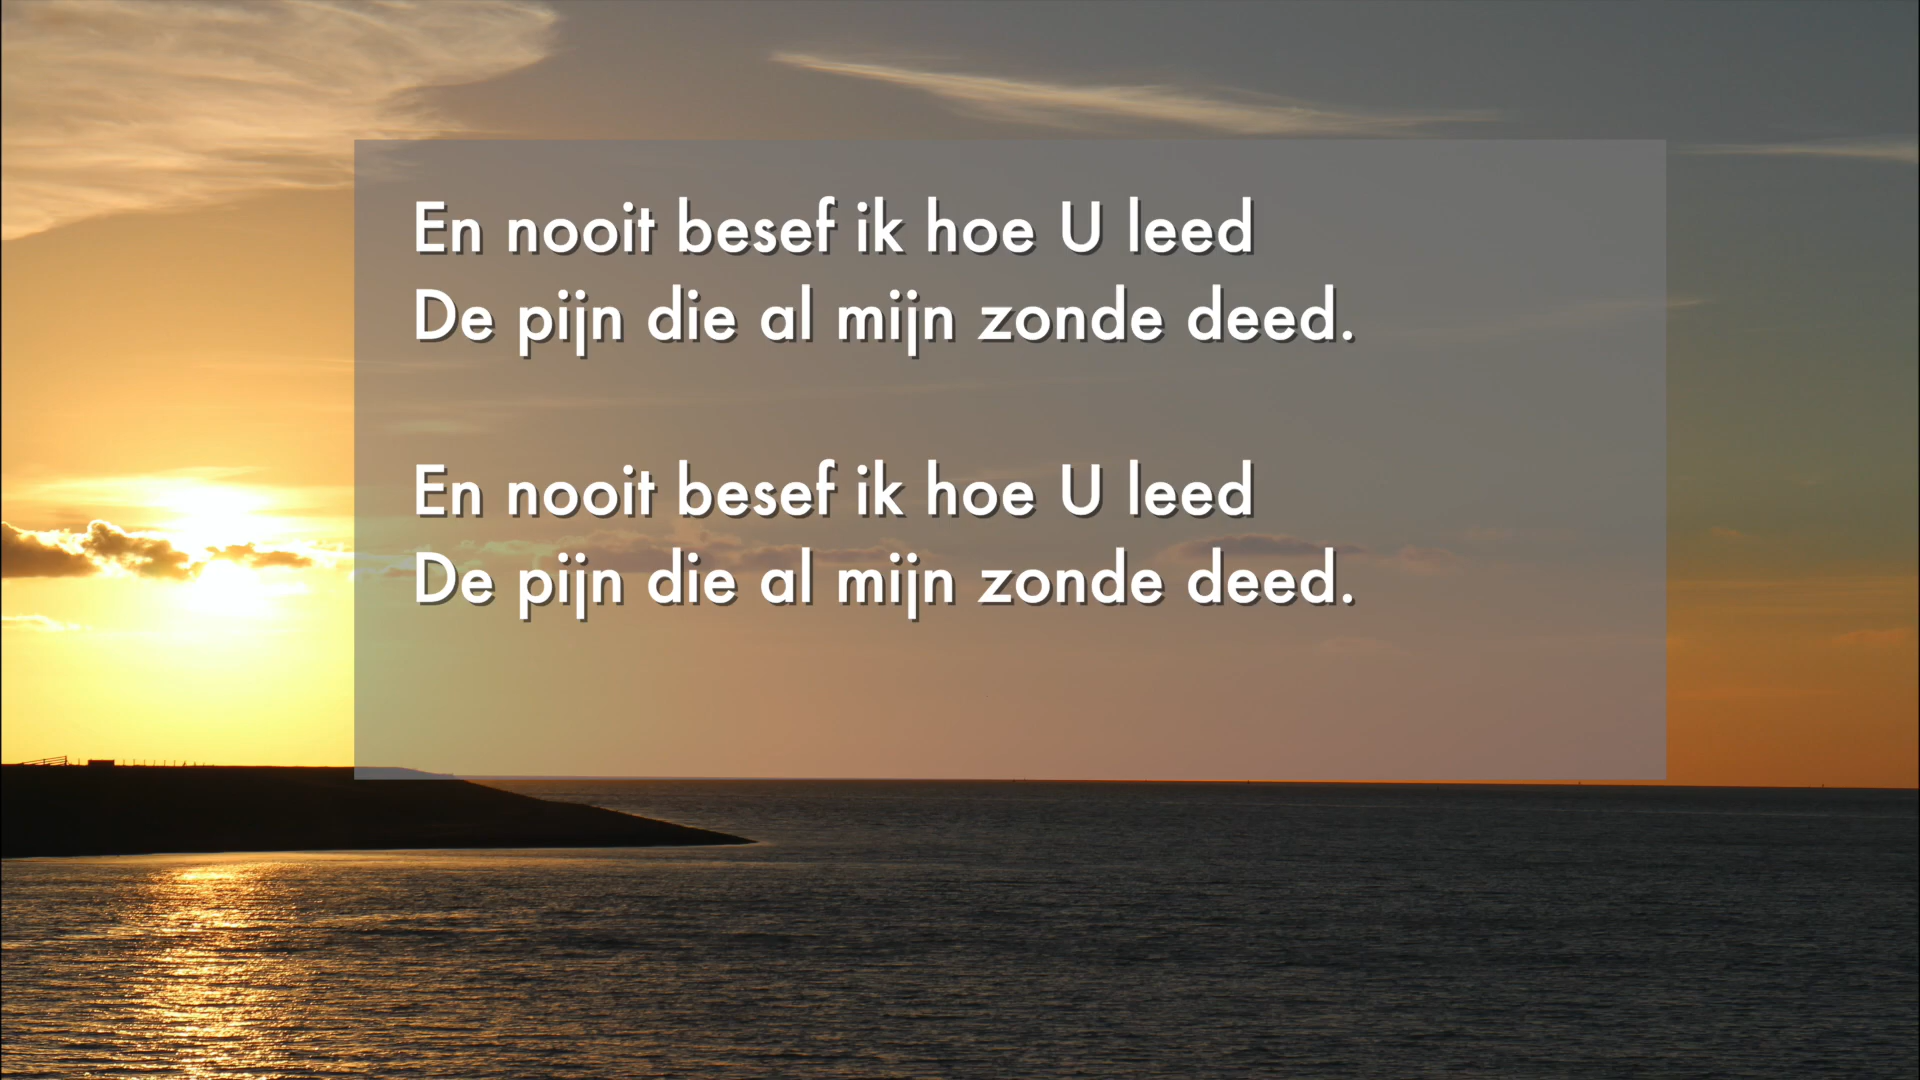 En nooit besef ik hoe U leed
De pijn die al mijn zonde deed.
En nooit besef ik hoe U leed
De pijn die al mijn zonde deed.